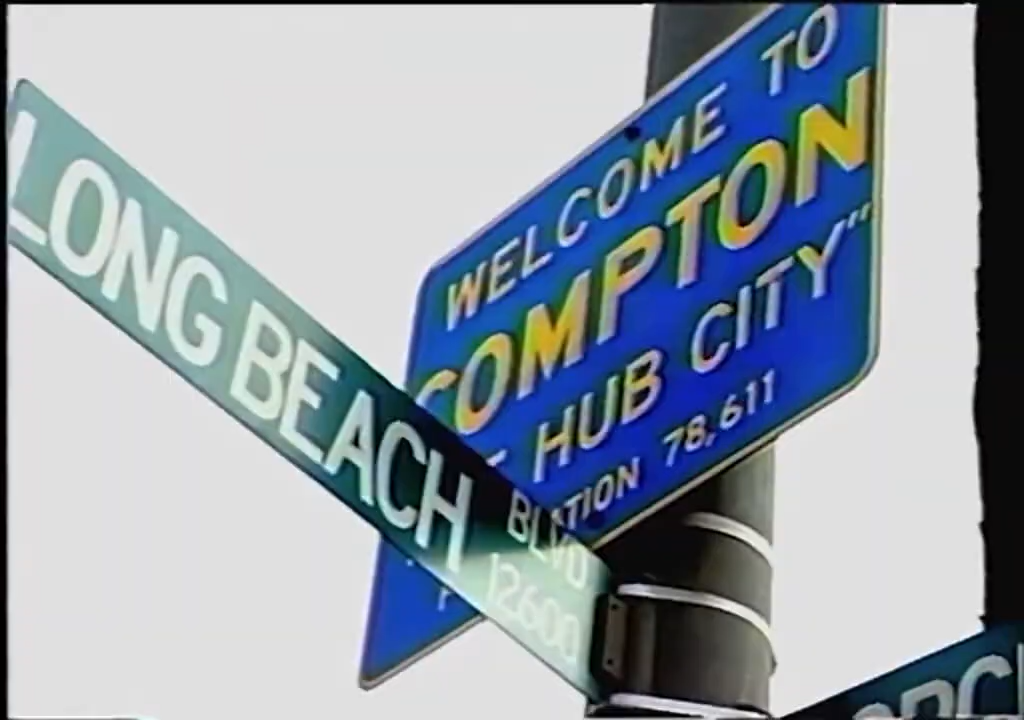 LONG BEACH BLVD
12600
WELCOME TO
COMPTON
HUB CITY"
78,611